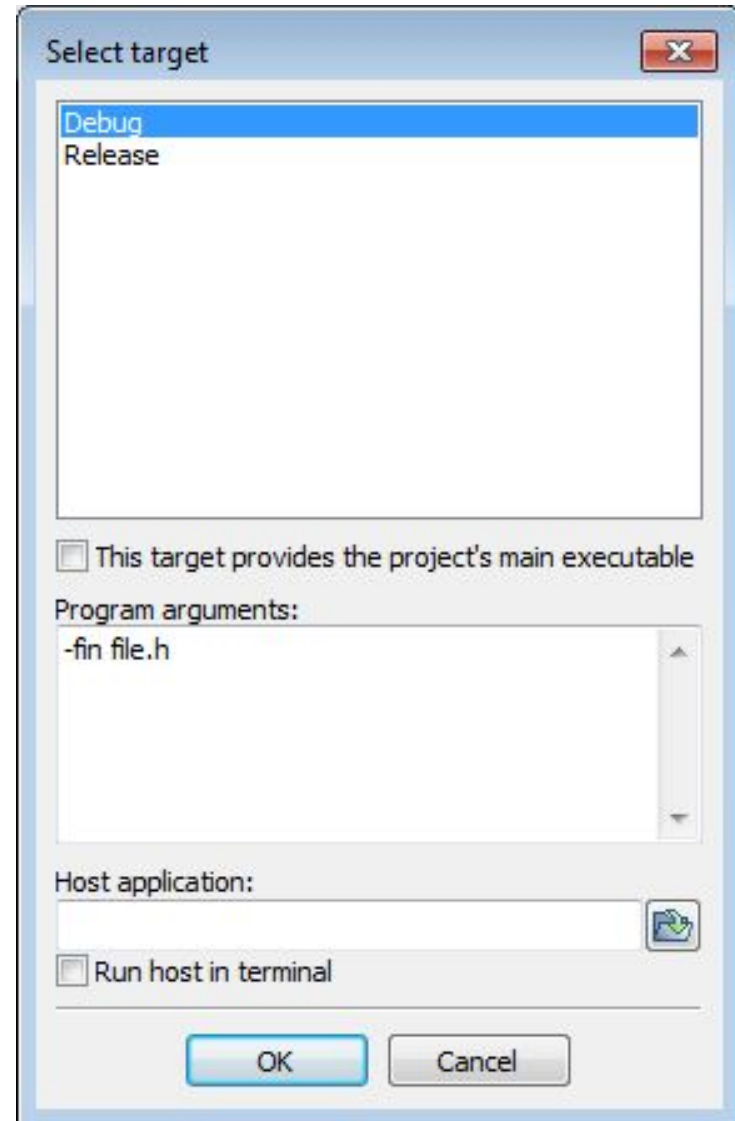 Select target
Debug
Release
This target provides the project's main executable
Program arguments:
-fin file.h
Host application:
Run host in terminal
OK
Cancel